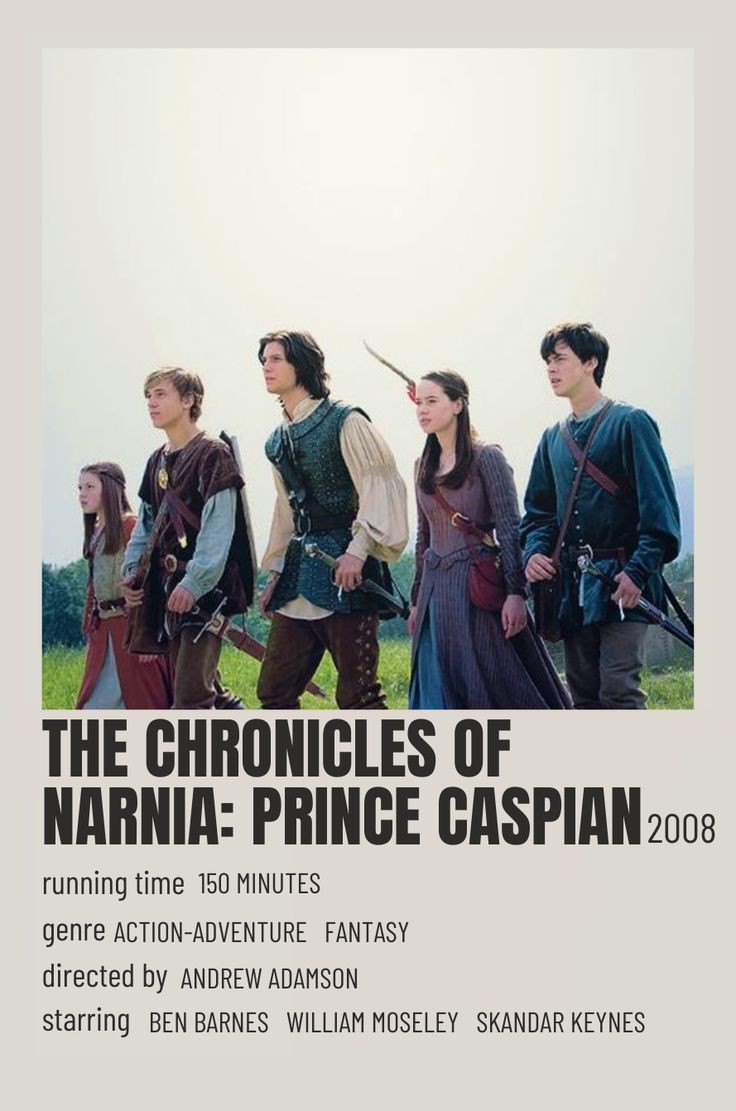 THE CHRONICLES OF
NARNIA: PRINCE CASPIAN 2008
running time 150 MINUTES
genre ACTION-ADVENTURE FANTASY
directed by ANDREW ADAMSON
starring BEN BARNES WILLIAM MOSELEY SKANDAR KEYNES